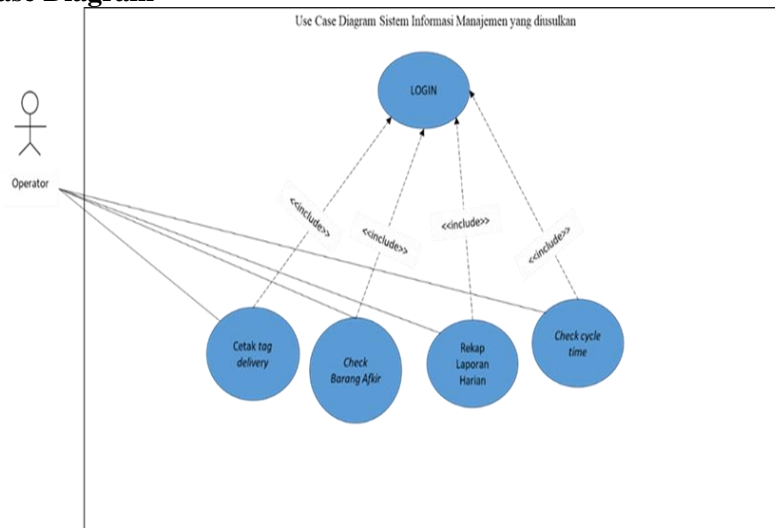 Diagram
Use Case Diagram Sistem Informasi Manajemen yang diusulkan
LOGIN
Operator
<<include>>
<<include>>
<<include>>
<<include>>
Cetak tag
delivery
Check
Barang Afkir
Rekap
Laporan
Harian
Check cycle
time